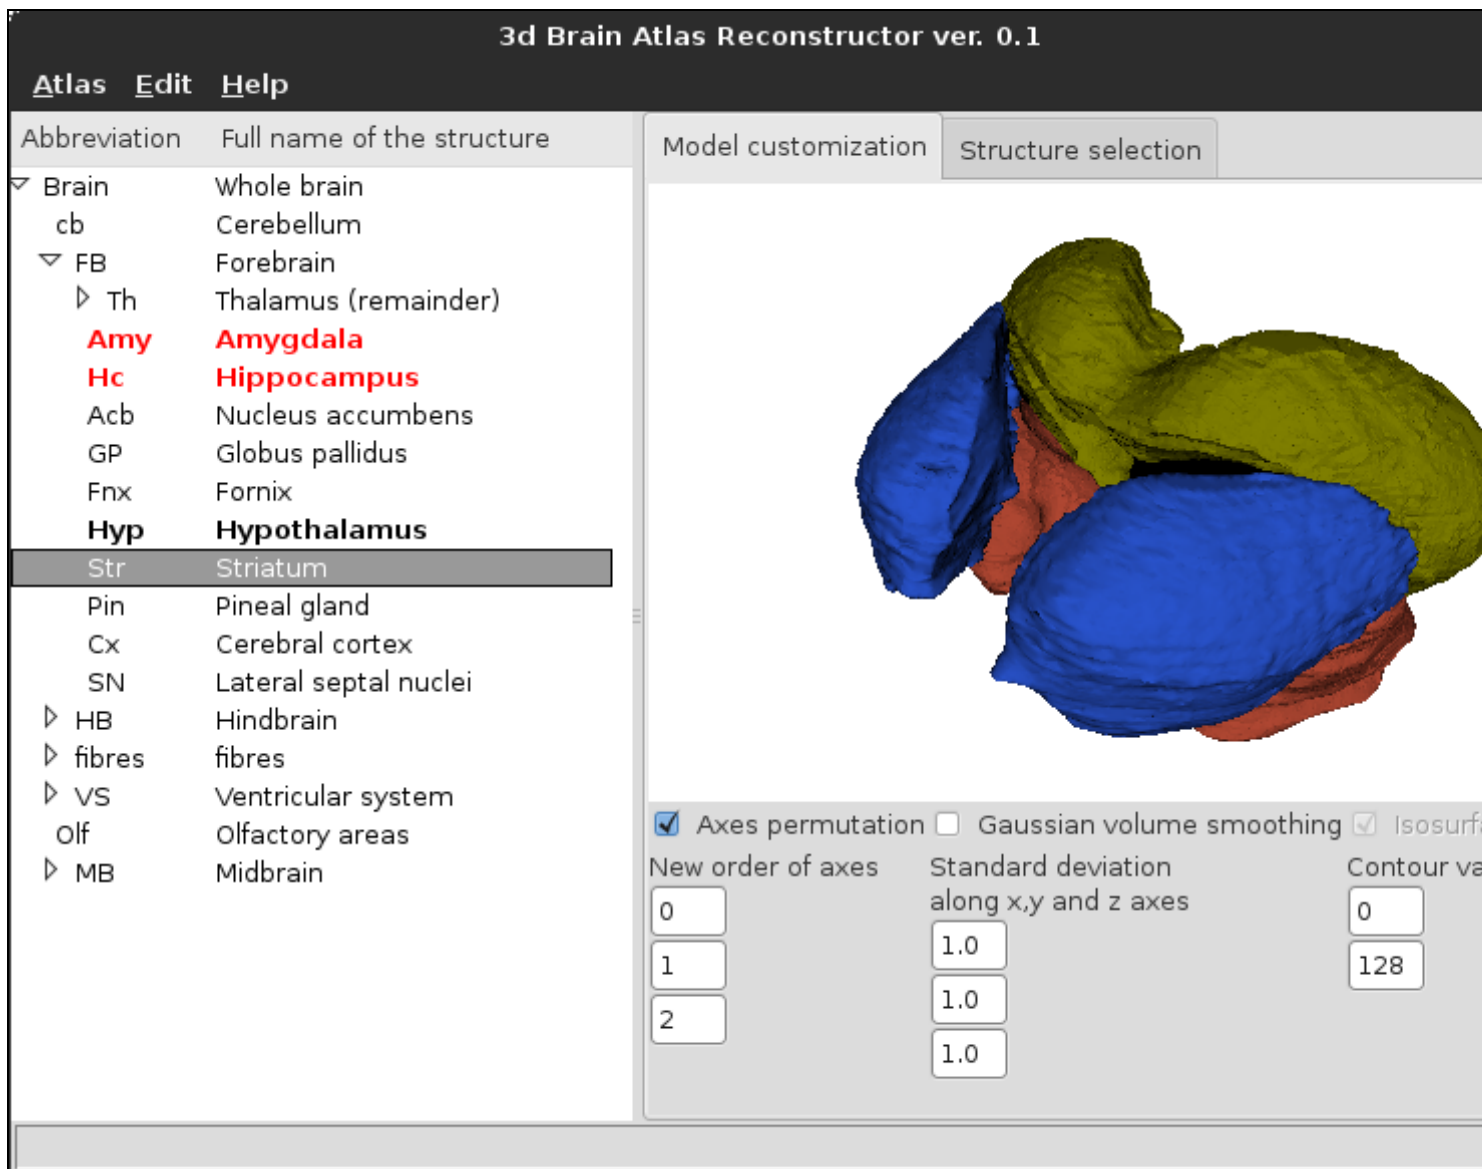 3d Brain Atlas Reconstructor ver. 0.1
Atlas Edit Help
Abbreviation Full name of the structure
Model customization Structure selection
Brain Whole brain
cb Cerebellum
FB Forebrain
Th Thalamus (remainder)
Amy Amygdala
Hc Hippocampus
Acb Nucleus accumbens
GP Globus pallidus
Fnx Fornix
Hyp Hypothalamus
Str Striatum
Pin Pineal gland
Cx Cerebral cortex
SN Lateral septal nuclei
HB Hindbrain
fibres fibres
VS Ventricular system
Olf Olfactory areas
MB Midbrain
Axes permutation Gaussian volume smoothing
New order of axes
0
1
2
Standard deviation
along x,y and z axes
1.0
1.0
1.0
Contour
0
128